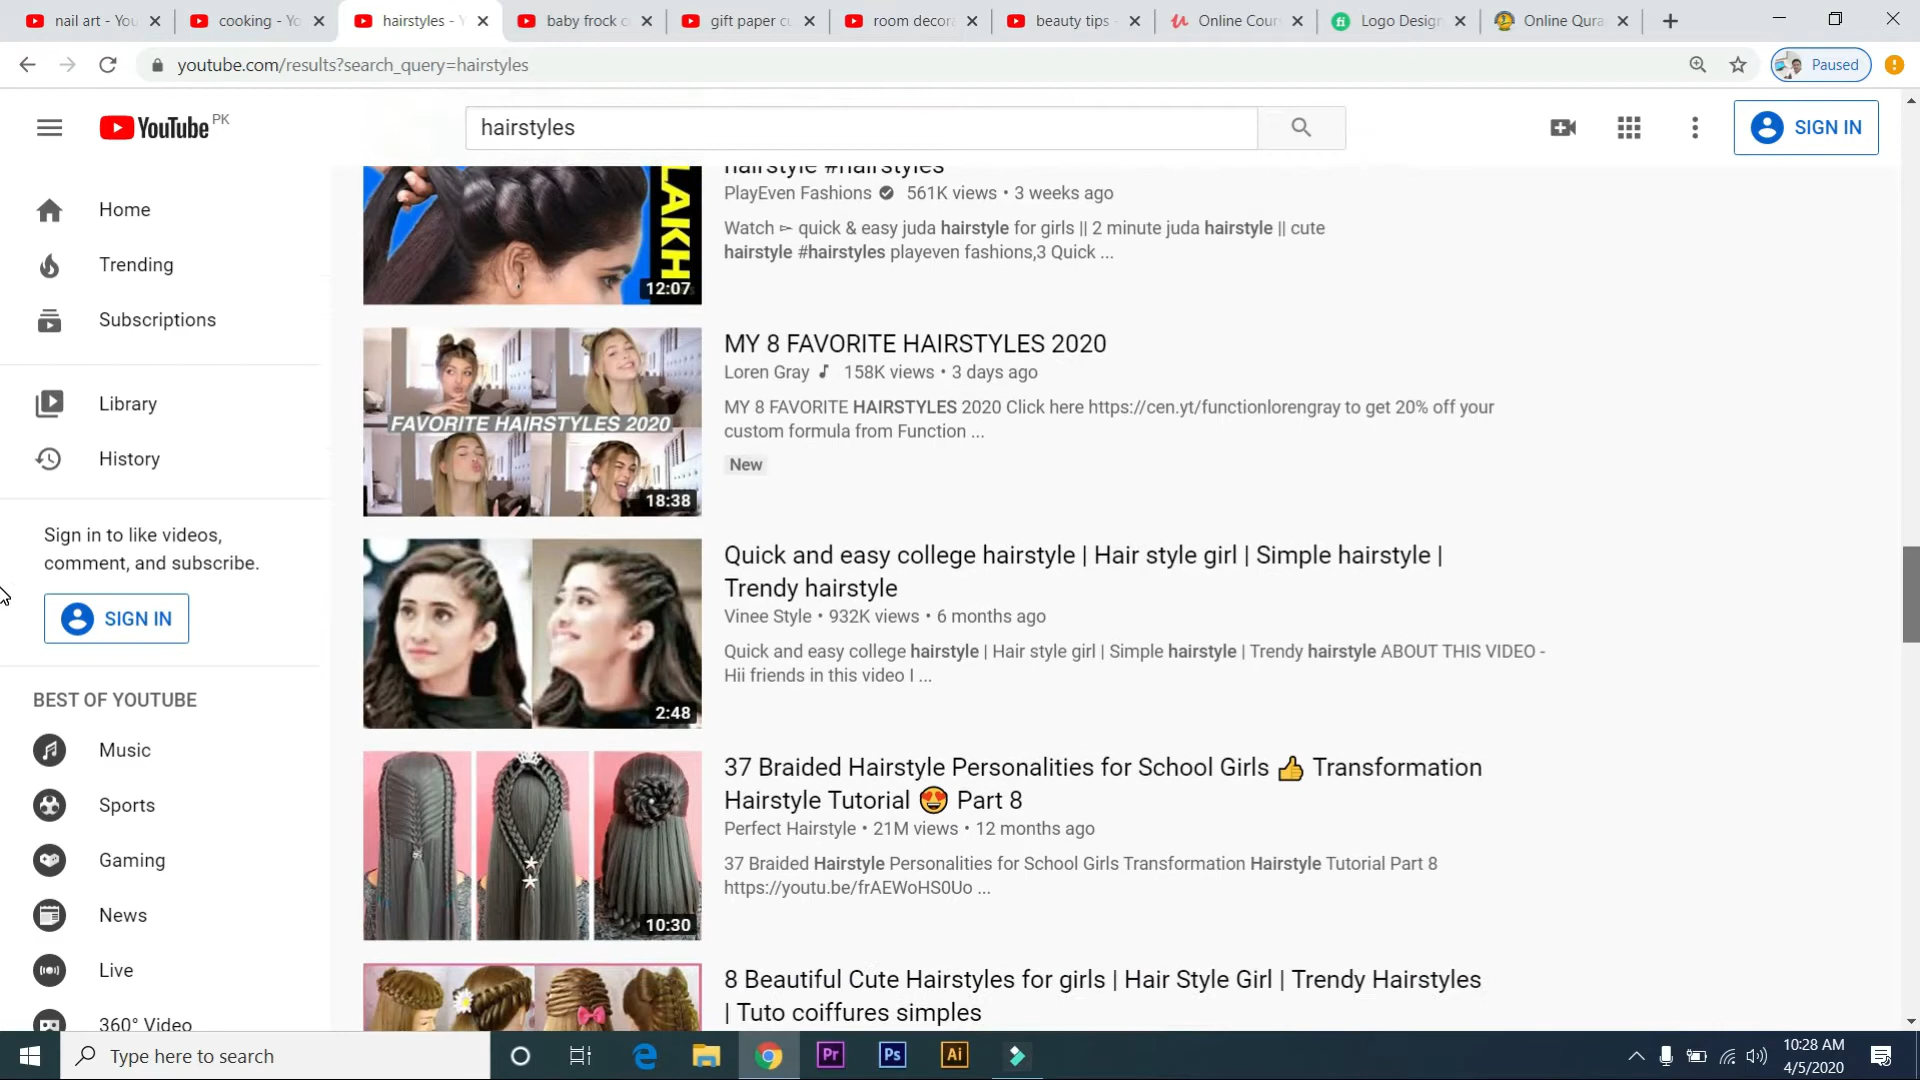 nail art - You
cooking - Yo
hairstyles - Y
baby frock c
gift paper cu
room decora
beauty tips -
Online Cour
Logo Design
Online Qura
youtube.com/results?search_query=hairstyles
Paused
YouTube PK
hairstyles
SIGN IN
Home
Trending
Subscriptions
Library
History
Sign in to like videos,
comment, and subscribe.
SIGN IN
BEST OF YOUTUBE
Music
Sports
Gaming
News
Live
360° Video
LAKH
12:07
hairstyle #hairstyles
PlayEven Fashions 561K views • 3 weeks ago
Watch ► quick & easy juda hairstyle for girls || 2 minute juda hairstyle || cute
hairstyle #hairstyles playeven fashions,3 Quick ...
FAVORITE HAIRSTYLES 2020
18:38
MY 8 FAVORITE HAIRSTYLES 2020
Loren Gray ♪ 158K views • 3 days ago
MY 8 FAVORITE HAIRSTYLES 2020 Click here https://cen.yt/functionlorengray to get 20% off your
custom formula from Function ...
New
2:48
Quick and easy college hairstyle | Hair style girl | Simple hairstyle |
Trendy hairstyle
Vinee Style • 932K views • 6 months ago
Quick and easy college hairstyle | Hair style girl | Simple hairstyle | Trendy hairstyle ABOUT THIS VIDEO -
Hii friends in this video I ...
10:30
37 Braided Hairstyle Personalities for School Girls 👍 Transformation
Hairstyle Tutorial 😍 Part 8
Perfect Hairstyle • 21M views • 12 months ago
37 Braided Hairstyle Personalities for School Girls Transformation Hairstyle Tutorial Part 8
https://youtu.be/frAEWoHS0Uo ...
8 Beautiful Cute Hairstyles for girls | Hair Style Girl | Trendy Hairstyles
| Tuto coiffures simples
Type here to search
Pr
Ps
Ai
10:28 AM
4/5/2020